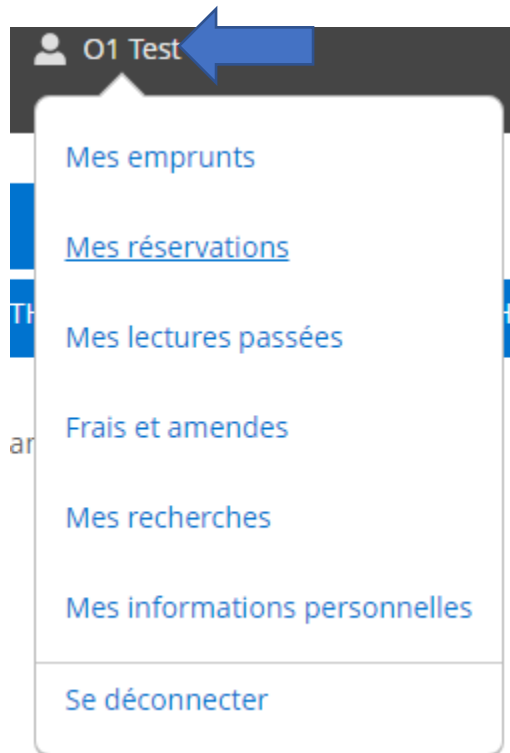 O1 Test
Mes emprunts
Mes réservations
Mes lectures passées
Frais et amendes
Mes recherches
Mes informations personnelles
Se déconnecter